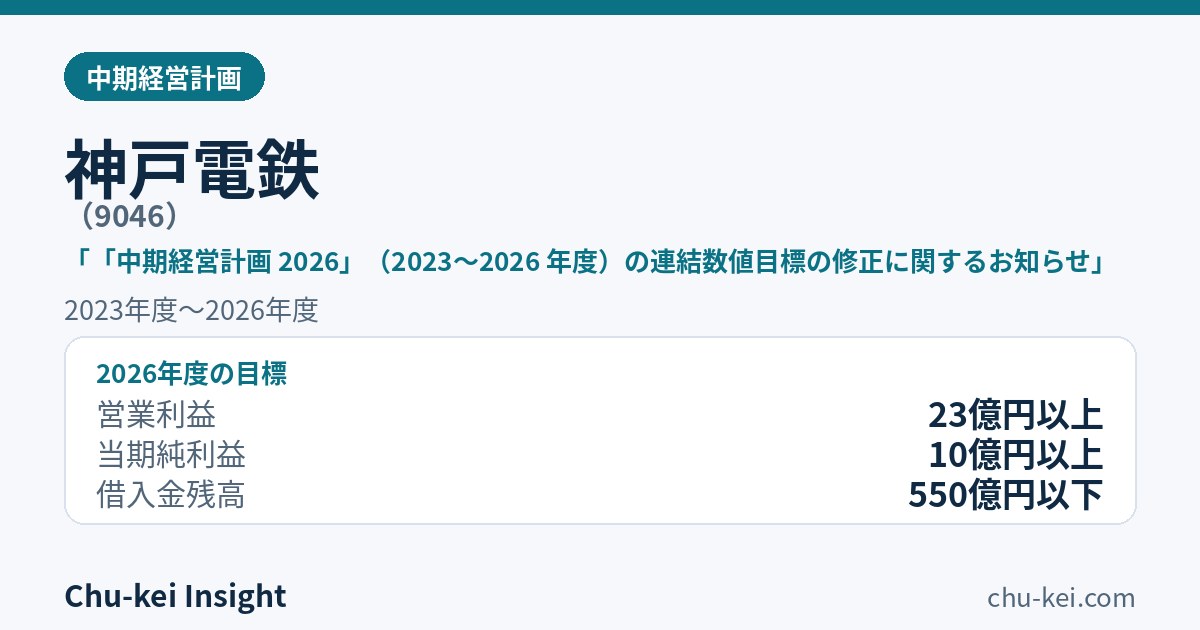 中期経営計画
神戸電鉄
（9046）
「「中期経営計画 2026」（2023～2026 年度）の連結数値目標の修正に関するお知らせ」
2023年度～2026年度
2026年度の目標
営業利益 23億円以上
当期純利益 10億円以上
借入金残高 550億円以下
Chu-kei Insight chu-kei.com